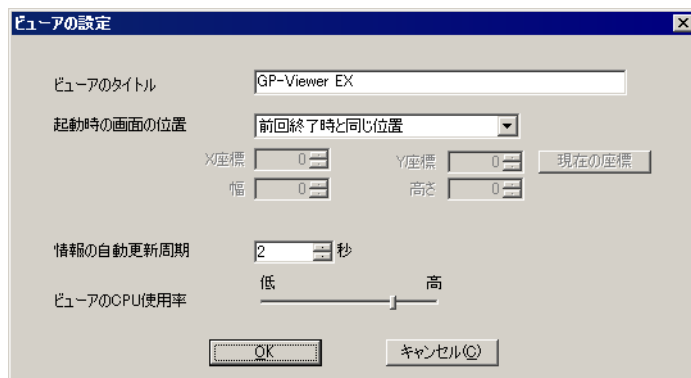 ビューアの設定
ビューアのタイトル GP-Viewer EX
起動時の画面の位置 前回終了時と同じ位置
X座標 0 Y座標 0 現在の座標
幅 0 高さ 0
情報の自動更新周期 2 秒
低 高
ビューアのCPU使用率
OK キャンセル(C)